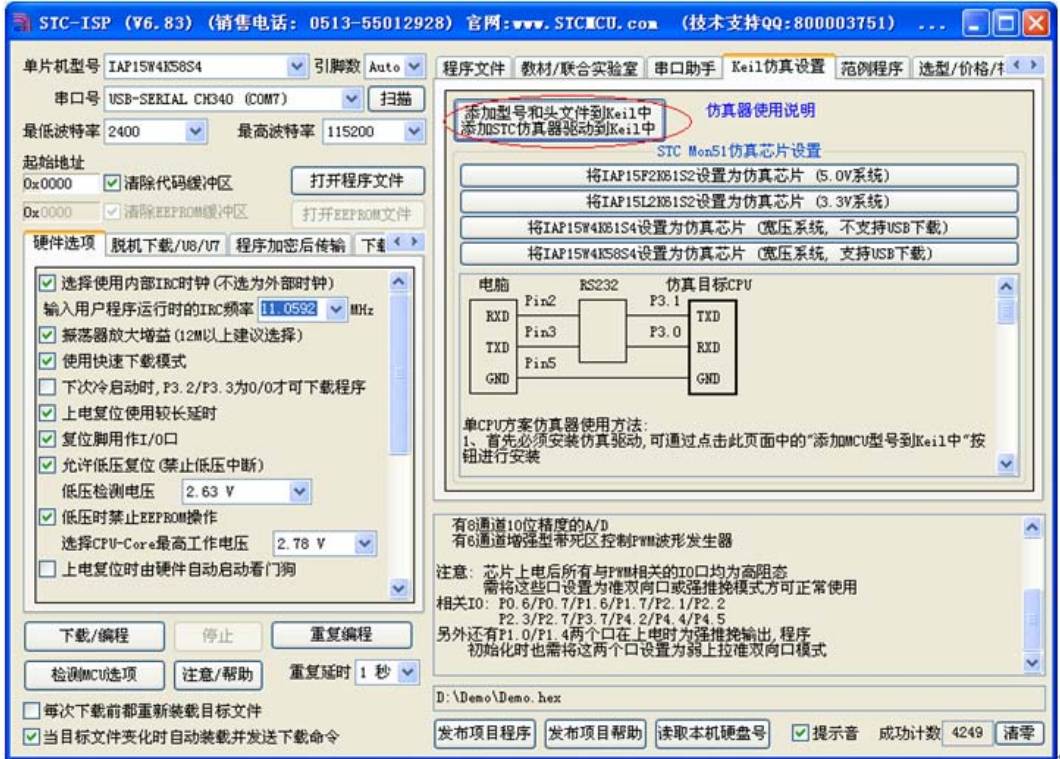 STC-ISP (V6.83) (销售电话: 0513-55012928) 官网:www.STCMCU.com (技术支持QQ:800003751) ...
单片机型号 IAP15W4K58S4 引脚数 Auto
串口号 USB-SERIAL CH340 (COM7) 扫描
最低波特率 2400 最高波特率 115200
起始地址
0x0000 清除代码缓冲区 打开程序文件
0x0000 清除EEPROM缓冲区 打开EEPROM文件
硬件选项 脱机下载/U8/U7 程序加密后传输
选择使用内部IRC时钟(不选为外部时钟)
输入用户程序运行时的IRC频率 11.0592 MHz
振荡器放大增益(12M以上建议选择)
使用快速下载模式
下次冷启动时,P3.2/P3.3为0/0才可下载程序
上电复位使用较长延时
复位脚用作I/O口
允许低压复位(禁止低压中断)
低压检测电压 2.63 V
低压时禁止EEPROM操作
选择CPU-Core最高工作电压 2.78 V
上电复位时由硬件自动启动看门狗
下载/编程 停止 重复编程
检测MCU选项 注意/帮助 重复延时 1 秒
每次下载前都重新装载目标文件
当目标文件变化时自动装载并发送下载命令
程序文件 教材/联合实验室 串口助手 Keil仿真设置 范例程序 选型/价格/
添加型号和头文件到Keil中
添加STC仿真器驱动到Keil中
仿真器使用说明
STC Mon51仿真芯片设置
将IAP15F2K61S2设置为仿真芯片 (5.0V系统)
将IAP15L2K61S2设置为仿真芯片 (3.3V系统)
将IAP15W4K61S4设置为仿真芯片 (宽压系统, 不支持USB下载)
将IAP15W4K58S4设置为仿真芯片 (宽压系统, 支持USB下载)
电脑 RS232 仿真目标CPU
Pin2 P3.1
RXD TXD
Pin3 P3.0
TXD RXD
Pin5
GND GND
单CPU方案仿真器使用方法:
1、首先必须安装仿真驱动,可通过点击此页面中的"添加MCU型号到Keil中"按
钮进行安装
有8通道10位精度的A/D
有6通道增强型带死区控制PWM波形发生器
注意: 芯片上电后所有与PWM相关的IO口均为高阻态
需将这些口设置为准双向口或强推挽模式方可正常使用
相关IO: P0.6/P0.7/P1.6/P1.7/P2.1/P2.2
P2.3/P2.7/P3.7/P4.2/P4.4/P4.5
另外还有P1.0/P1.4两个口在上电时为强推挽输出,程序
初始化时也需将这两个口设置为弱上拉准双向口模式
D:\Demo\Demo.hex
发布项目程序 发布项目帮助 读取本机硬盘号 提示音 成功计数 4249 清零